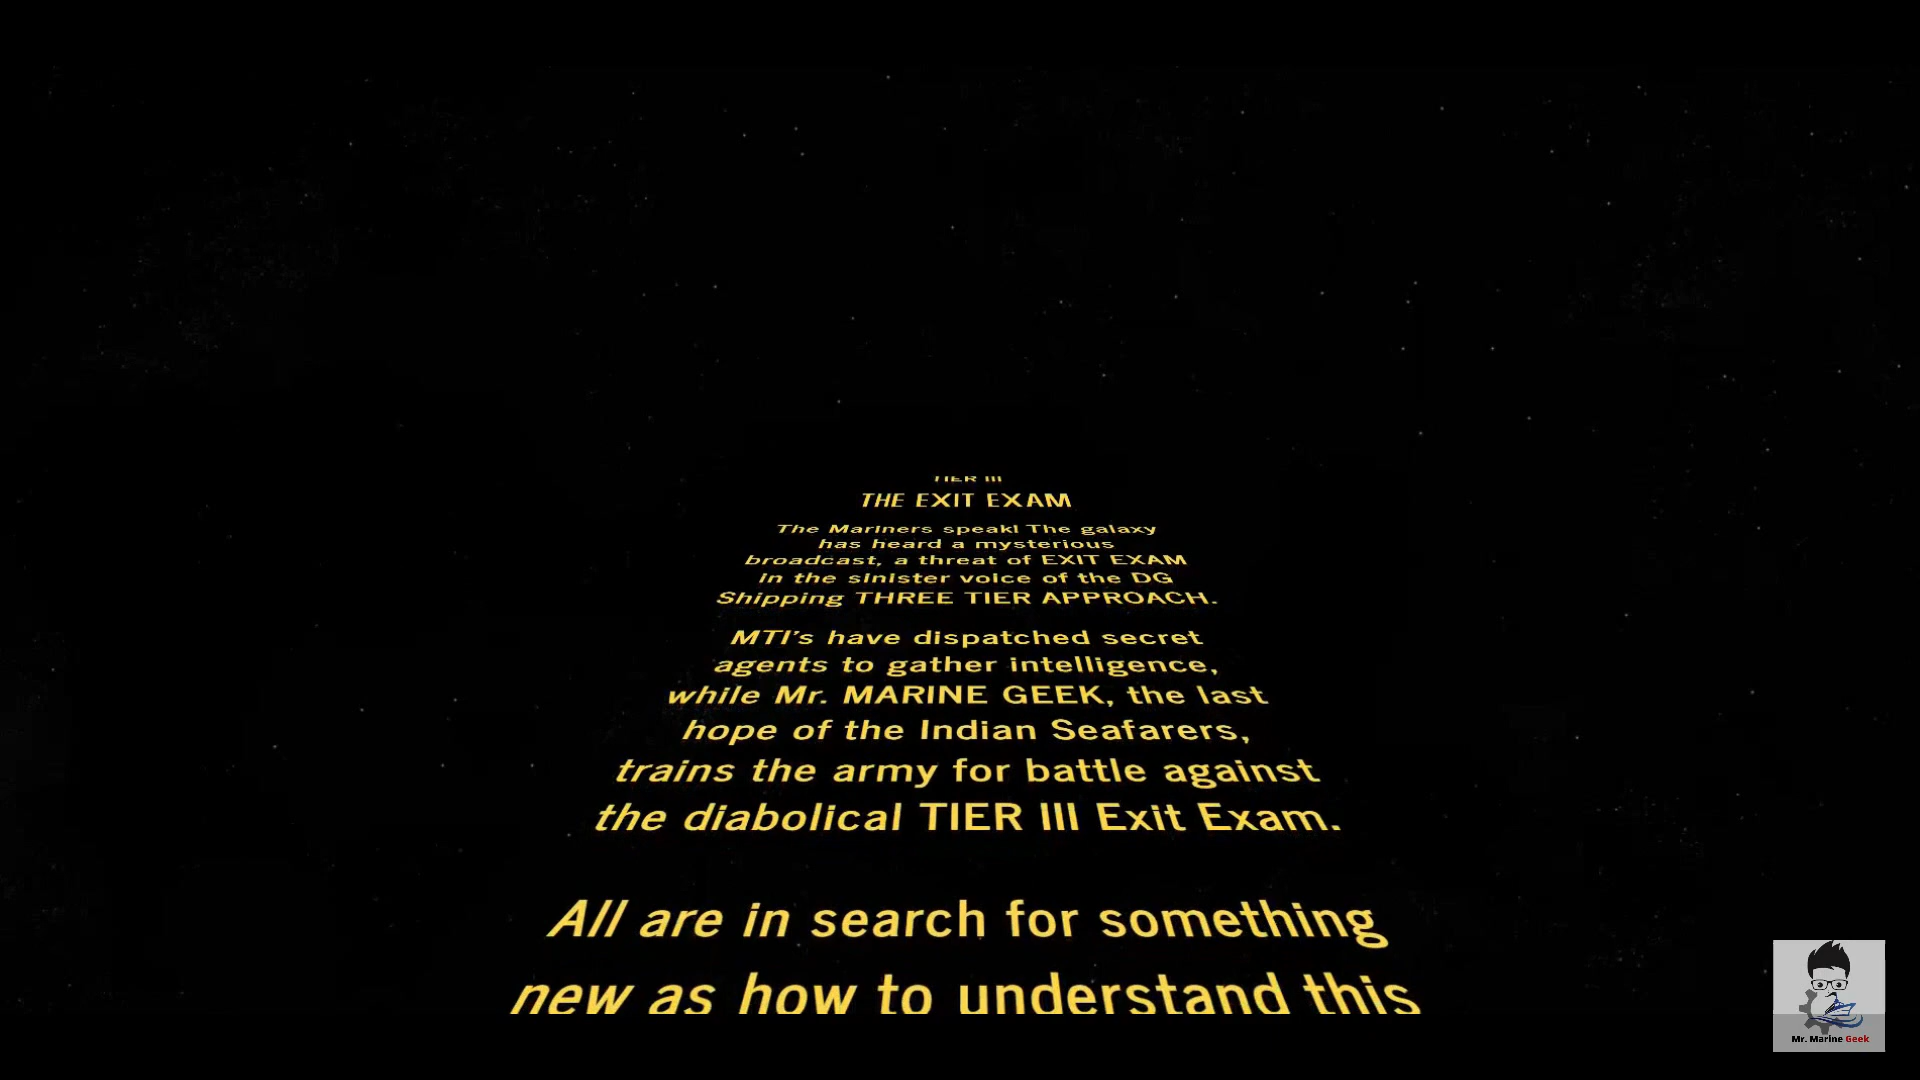 TIER III
THE EXIT EXAM
The Mariners speak! The galaxy
has heard a mysterious
broadcast, a threat of EXIT EXAM
in the sinister voice of the DG
Shipping THREE TIER APPROACH.
MTI's have dispatched secret
agents to gather intelligence,
while Mr. MARINE GEEK, the last
hope of the Indian Seafarers,
trains the army for battle against
the diabolical TIER III Exit Exam.
All are in search for something
new as how to understand this
Mr. Marine Geek